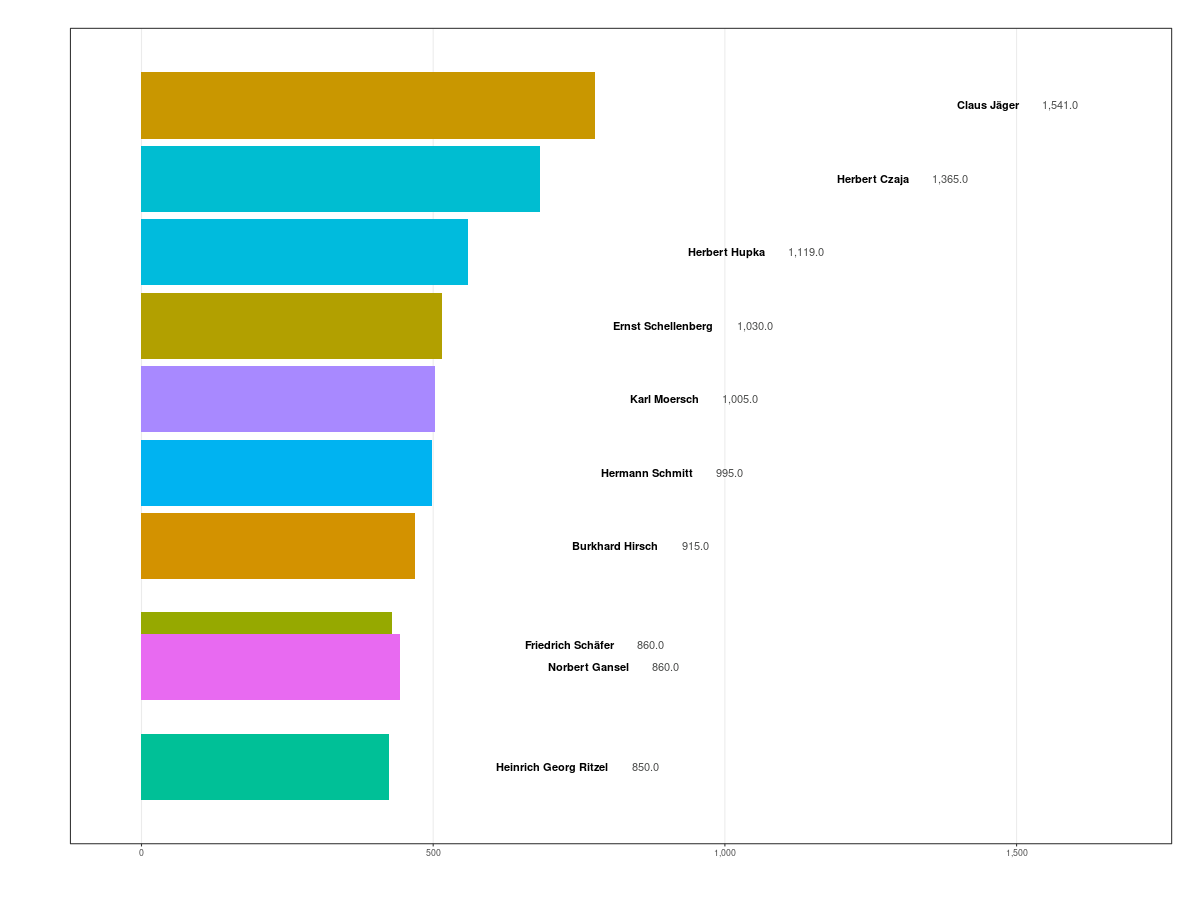 Claus Jäger 1,541.0
Herbert Czaja 1,365.0
Herbert Hupka 1,119.0
Ernst Schellenberg 1,030.0
Karl Moersch 1,005.0
Hermann Schmitt 995.0
Burkhard Hirsch 915.0
Friedrich Schäfer 860.0
Norbert Gansel 860.0
Heinrich Georg Ritzel 850.0
0 500 1,000 1,500